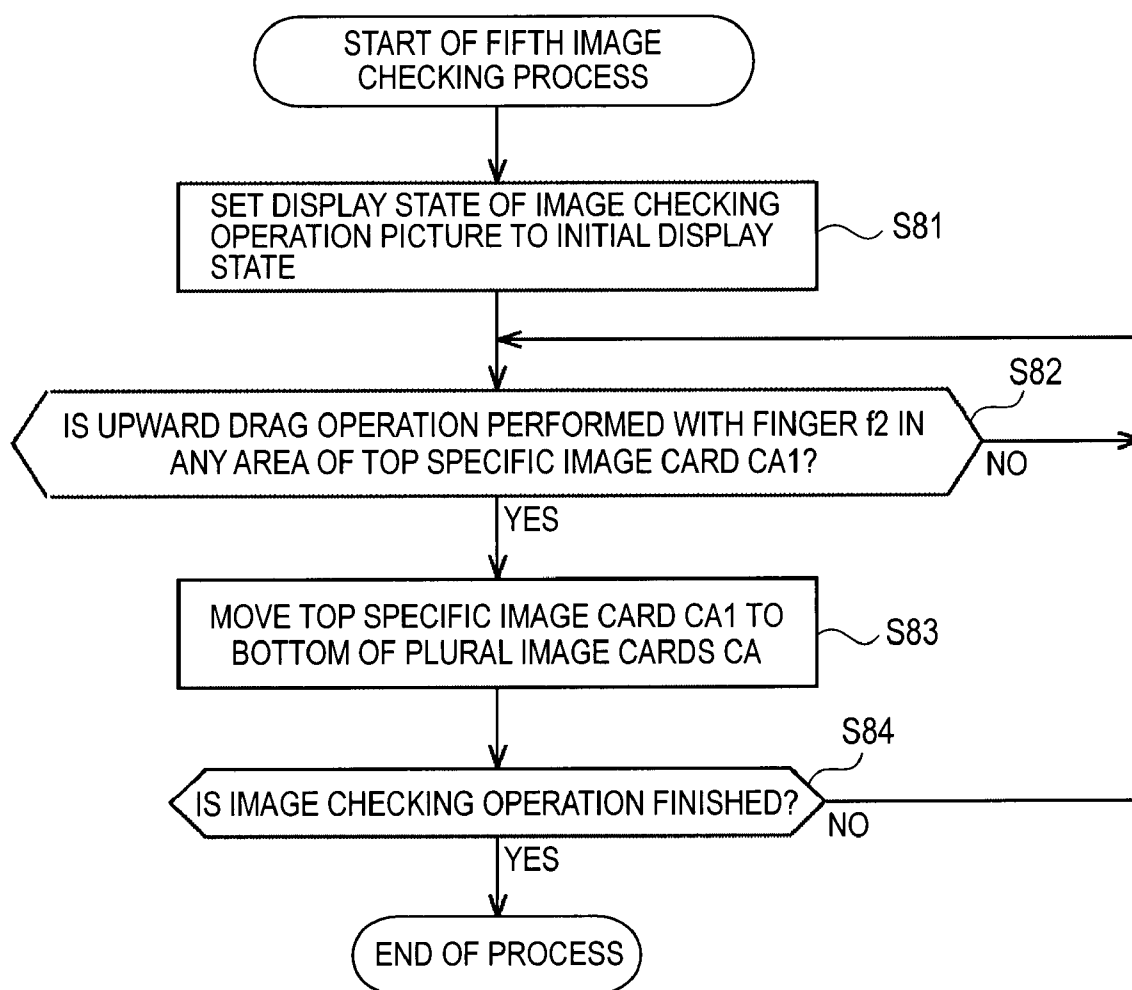 START OF FIFTH IMAGE
CHECKING PROCESS
SET DISPLAY STATE OF IMAGE CHECKING
OPERATION PICTURE TO INITIAL DISPLAY
STATE
S81
S82
IS UPWARD DRAG OPERATION PERFORMED WITH FINGER f2 IN
ANY AREA OF TOP SPECIFIC IMAGE CARD CA1?
NO
YES
MOVE TOP SPECIFIC IMAGE CARD CA1 TO
BOTTOM OF PLURAL IMAGE CARDS CA
S83
S84
IS IMAGE CHECKING OPERATION FINISHED?
NO
YES
END OF PROCESS